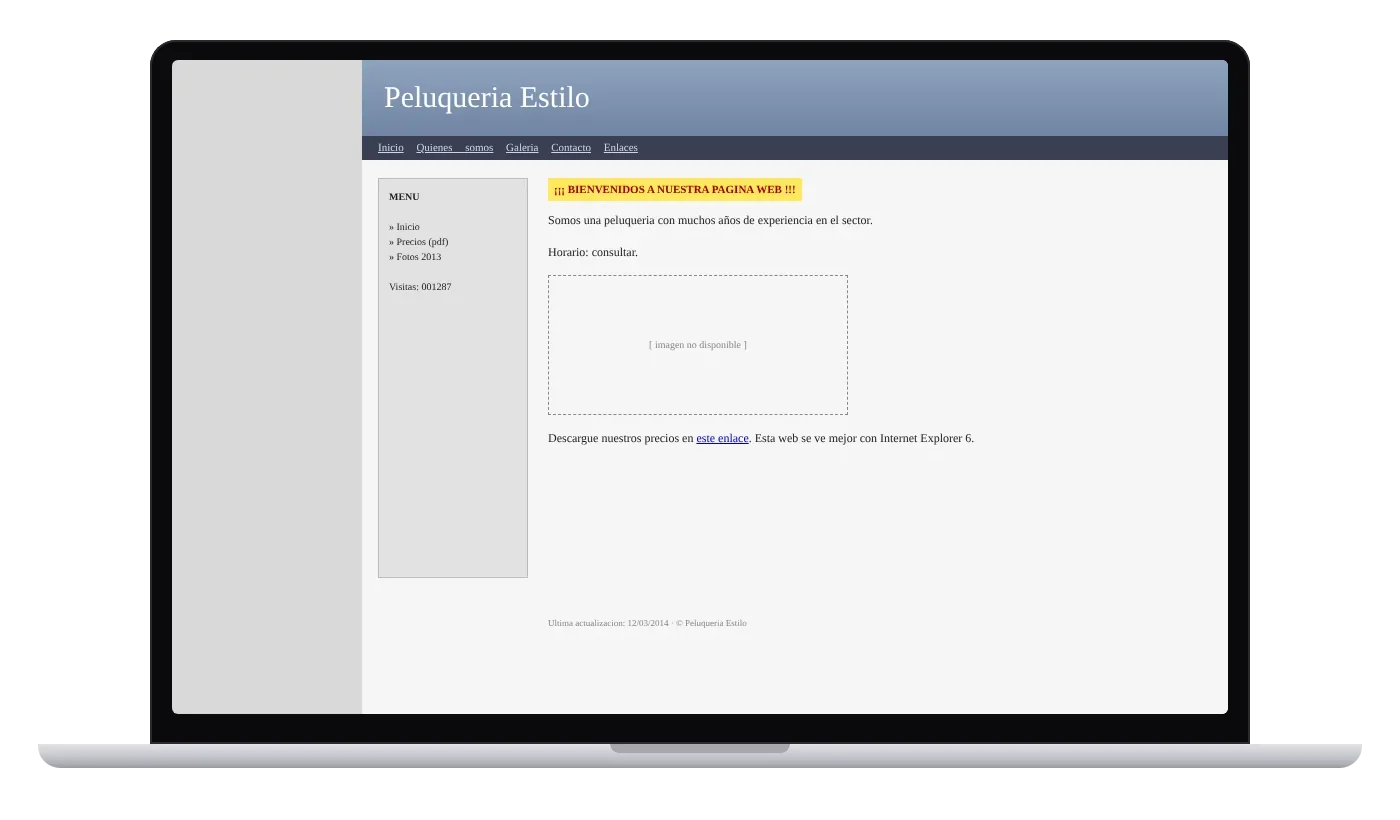 Peluqueria Estilo
Inicio Quienes somos Galeria Contacto Enlaces
MENU
» Inicio
» Precios (pdf)
» Fotos 2013
Visitas: 001287
¡¡¡ BIENVENIDOS A NUESTRA PAGINA WEB !!!
Somos una peluqueria con muchos años de experiencia en el sector.
Horario: consultar.
[ imagen no disponible ]
Descargue nuestros precios en este enlace. Esta web se ve mejor con Internet Explorer 6.
Ultima actualizacion: 12/03/2014 · © Peluqueria Estilo